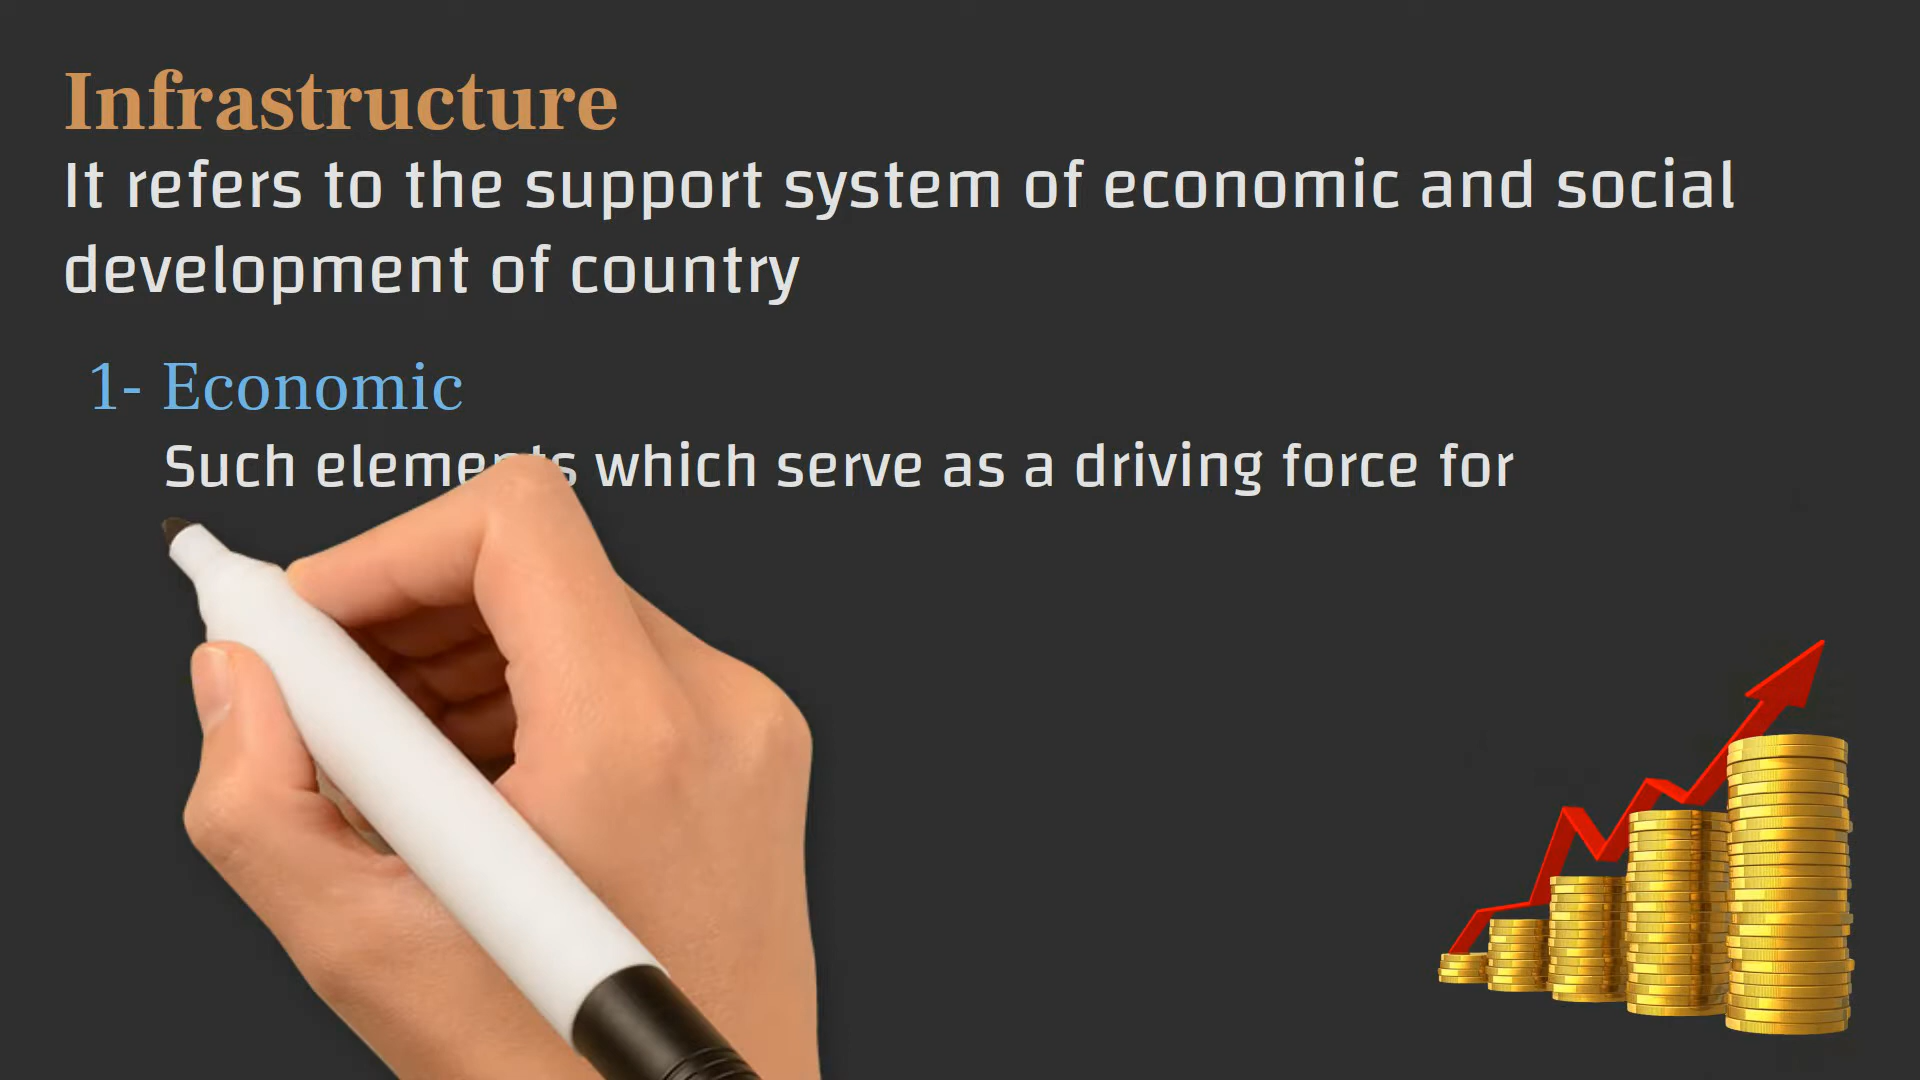 Infrastructure
It refers to the support system of economic and social
development of country
1- Economic
Such elements which serve as a driving force for